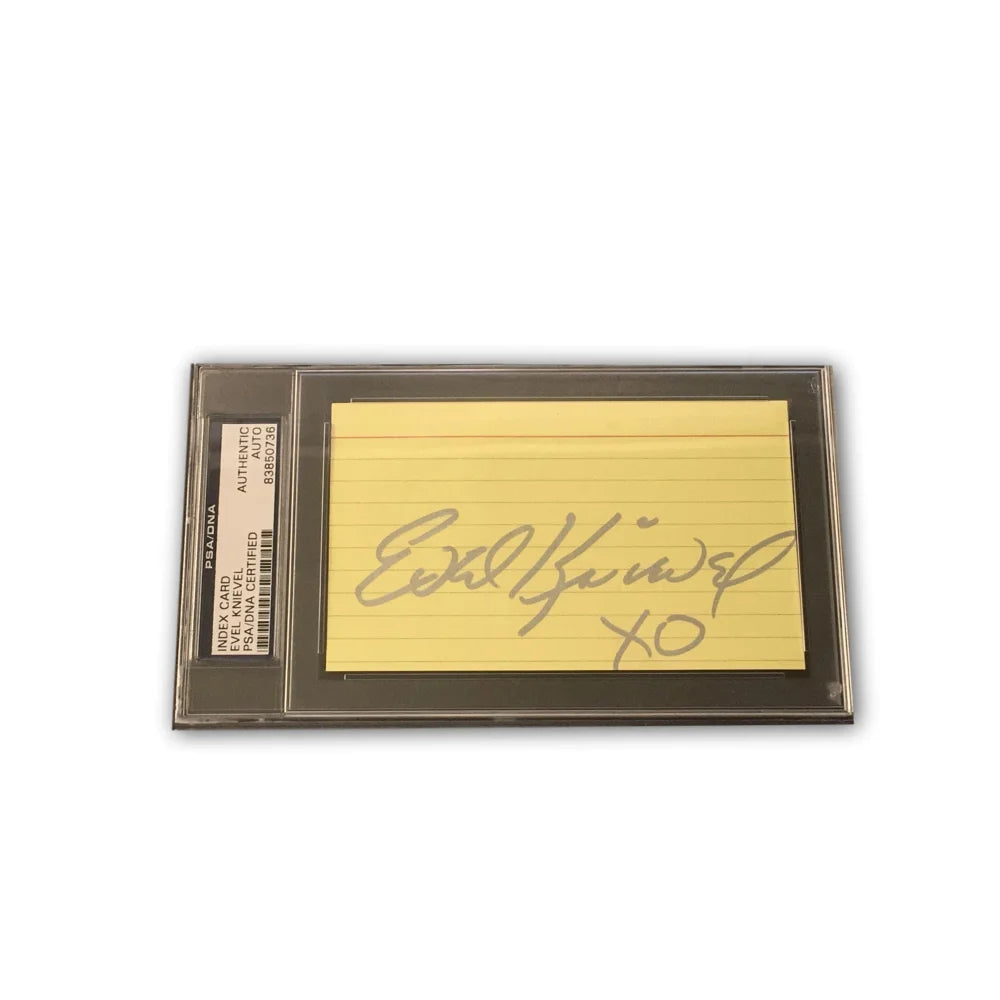 PSA/DNA
INDEX CARD
EVEL KNIEVEL
PSA/DNA CERTIFIED
AUTHENTIC
AUTO
83850736
Evel Knievel
XO